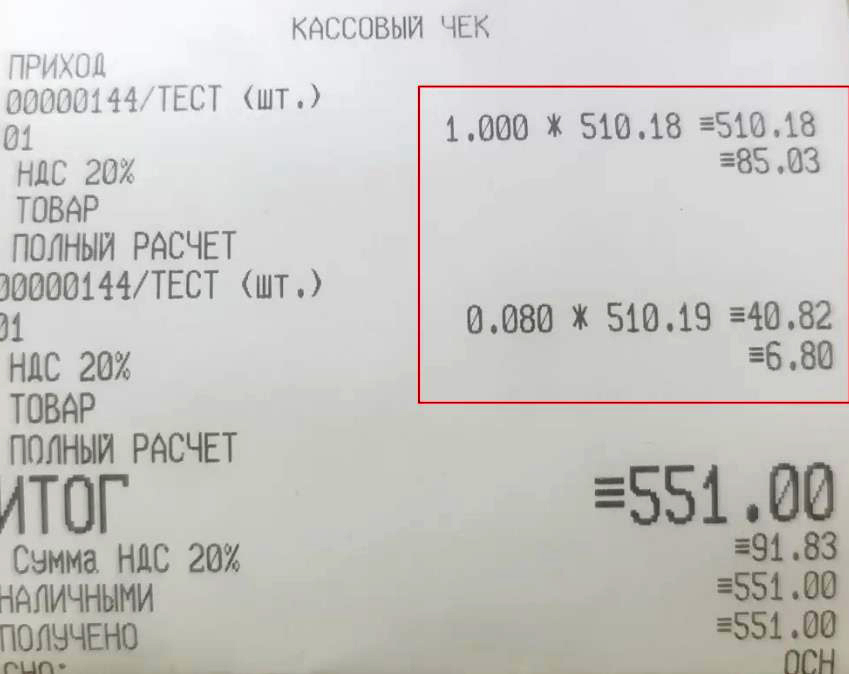 КАССОВЫЙ ЧЕК
ПРИХОД
00000144/ТЕСТ (шт.)
01 1.000 * 510.18 ≡510.18
НДС 20% ≡85.03
ТОВАР
ПОЛНЫЙ РАСЧЕТ
00000144/ТЕСТ (шт.)
01 0.080 * 510.19 ≡40.82
НДС 20% ≡6.80
ТОВАР
ПОЛНЫЙ РАСЧЕТ
ИТОГ ≡551.00
Сумма НДС 20% ≡91.83
НАЛИЧНЫМИ ≡551.00
ПОЛУЧЕНО ≡551.00
СНО: ОСН